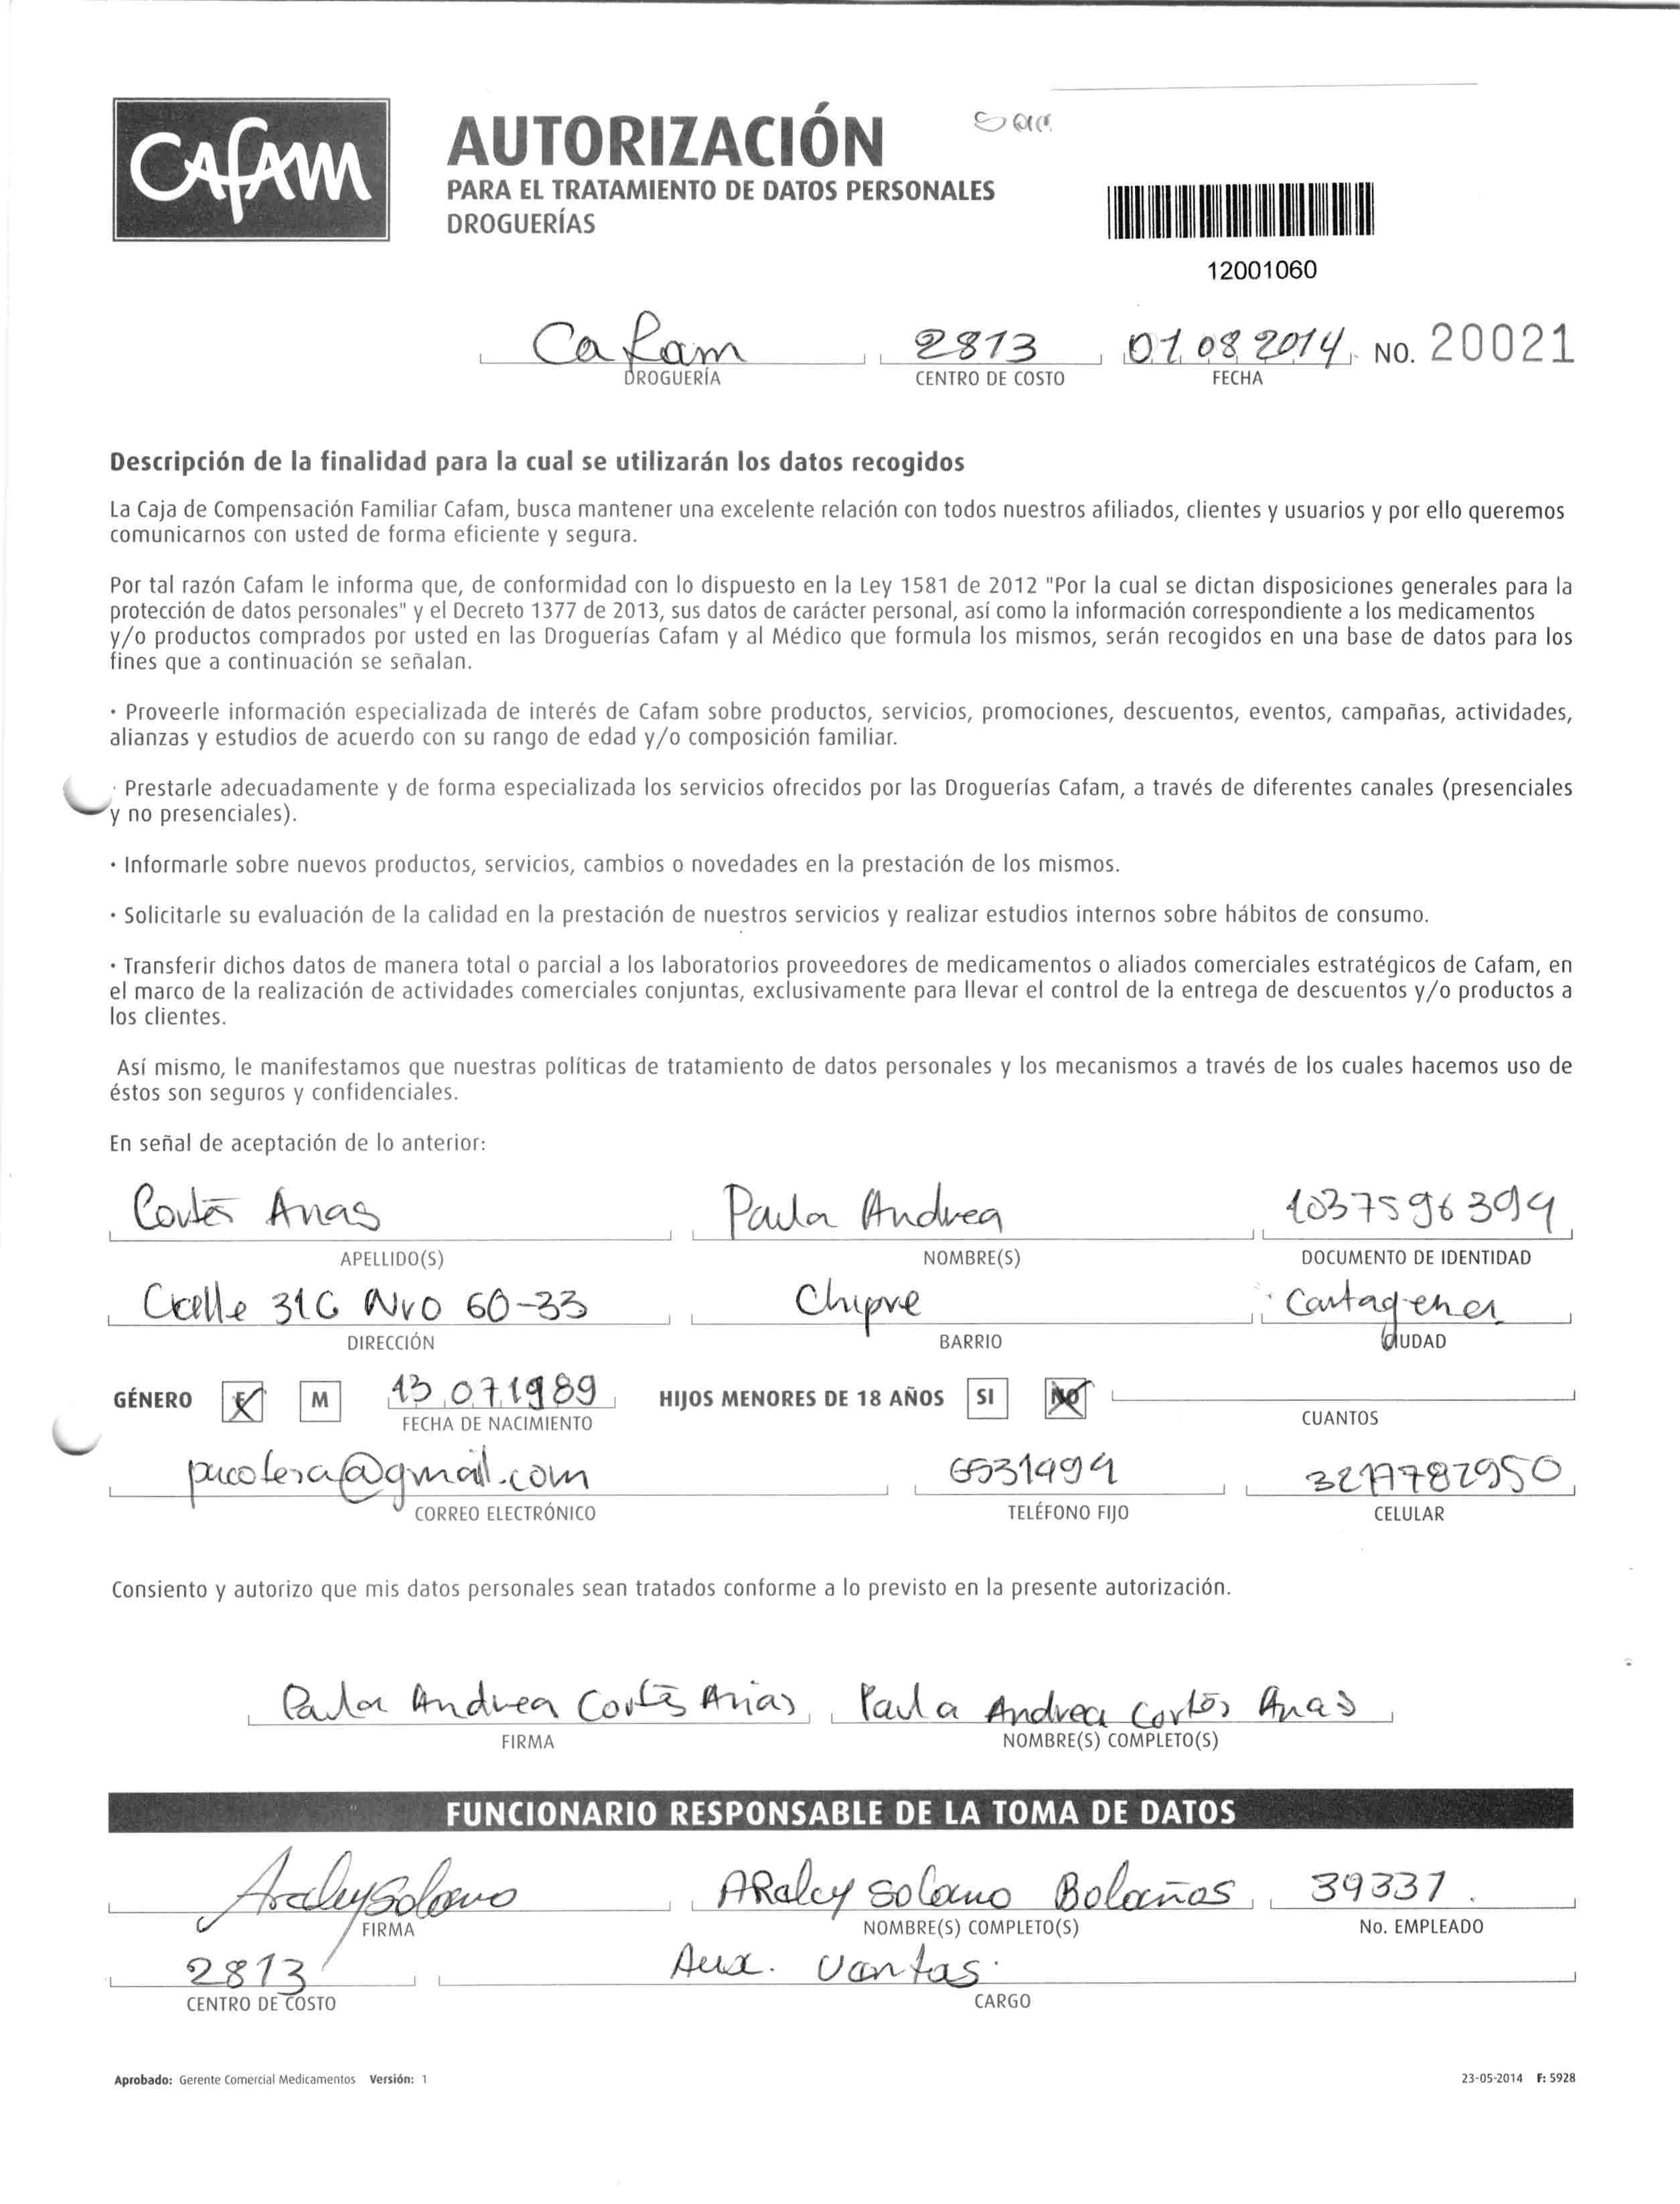 CAFAM
AUTORIZACIÓN
PARA EL TRATAMIENTO DE DATOS PERSONALES
DROGUERÍAS
12001060
Cafam 2813 01 08 2014 NO. 20021
DROGUERÍA CENTRO DE COSTO FECHA
Descripción de la finalidad para la cual se utilizarán los datos recogidos
La Caja de Compensación Familiar Cafam, busca mantener una excelente relación con todos nuestros afiliados, clientes y usuarios y por ello queremos
comunicarnos con usted de forma eficiente y segura.
Por tal razón Cafam le informa que, de conformidad con lo dispuesto en la Ley 1581 de 2012 "Por la cual se dictan disposiciones generales para la
protección de datos personales" y el Decreto 1377 de 2013, sus datos de carácter personal, así como la información correspondiente a los medicamentos
y/o productos comprados por usted en las Droguerías Cafam y al Médico que formula los mismos, serán recogidos en una base de datos para los
fines que a continuación se señalan.
· Proveerle información especializada de interés de Cafam sobre productos, servicios, promociones, descuentos, eventos, campañas, actividades,
alianzas y estudios de acuerdo con su rango de edad y/o composición familiar.
· Prestarle adecuadamente y de forma especializada los servicios ofrecidos por las Droguerías Cafam, a través de diferentes canales (presenciales
y no presenciales).
· Informarle sobre nuevos productos, servicios, cambios o novedades en la prestación de los mismos.
· Solicitarle su evaluación de la calidad en la prestación de nuestros servicios y realizar estudios internos sobre hábitos de consumo.
· Transferir dichos datos de manera total o parcial a los laboratorios proveedores de medicamentos o aliados comerciales estratégicos de Cafam, en
el marco de la realización de actividades comerciales conjuntas, exclusivamente para llevar el control de la entrega de descuentos y/o productos a
los clientes.
Así mismo, le manifestamos que nuestras políticas de tratamiento de datos personales y los mecanismos a través de los cuales hacemos uso de
éstos son seguros y confidenciales.
En señal de aceptación de lo anterior:
Cortés Arias Paula Andrea 1037596394
APELLIDO(S) NOMBRE(S) DOCUMENTO DE IDENTIDAD
Calle 31C Nro 60-33 Chipre Cartagena
DIRECCIÓN BARRIO CIUDAD
GÉNERO F M 13 07 1989 HIJOS MENORES DE 18 AÑOS SI NO
FECHA DE NACIMIENTO CUANTOS
@gmail.com 6531494
CORREO ELECTRÓNICO TELÉFONO FIJO CELULAR
Consiento y autorizo que mis datos personales sean tratados conforme a lo previsto en la presente autorización.
Paula Andrea Cortés Arias Paula Andrea Cortés Arias
FIRMA NOMBRE(S) COMPLETO(S)
FUNCIONARIO RESPONSABLE DE LA TOMA DE DATOS
Aracely Solano ARalcy Solano Bolaños 39337
FIRMA NOMBRE(S) COMPLETO(S) No. EMPLEADO
2813 Aux. Ventas.
CENTRO DE COSTO CARGO
Aprobado: Gerente Comercial Medicamentos Versión: 1 23-05-2014 F: 5928